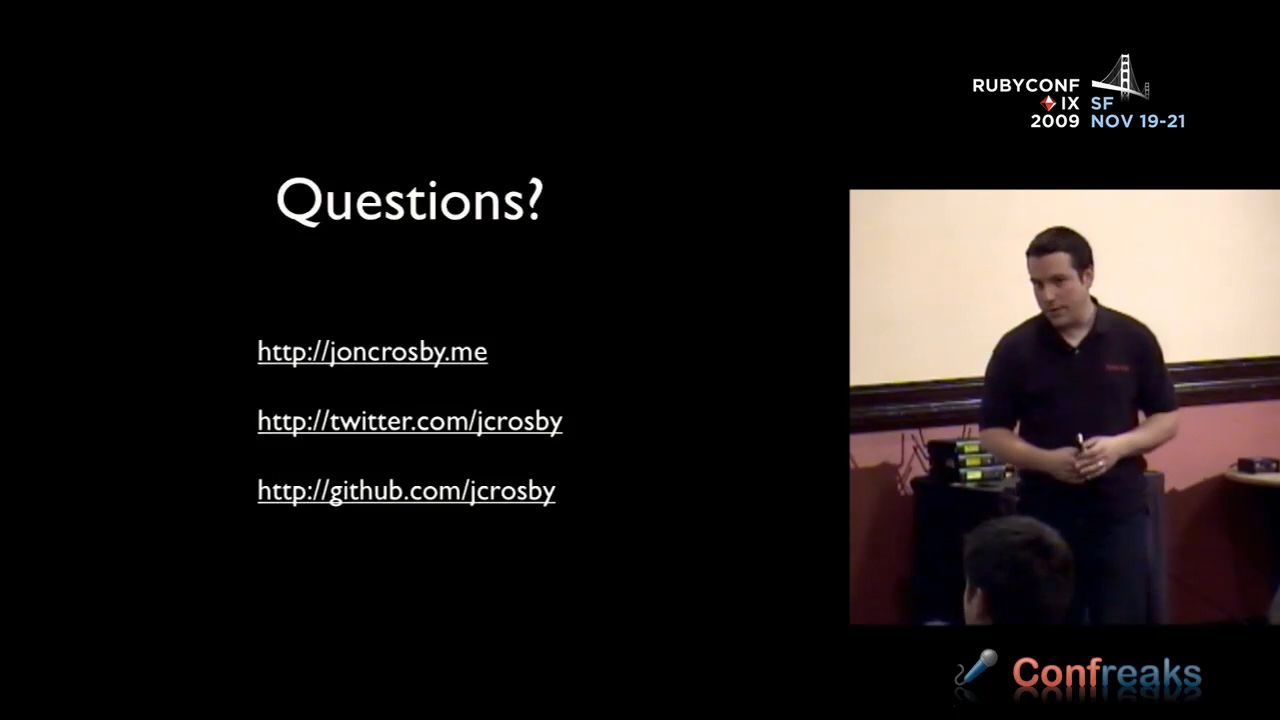 RUBYCONF
IX SF
2009 NOV 19-21
Questions?
http://joncrosby.me
http://twitter.com/jcrosby
http://github.com/jcrosby
Confreaks